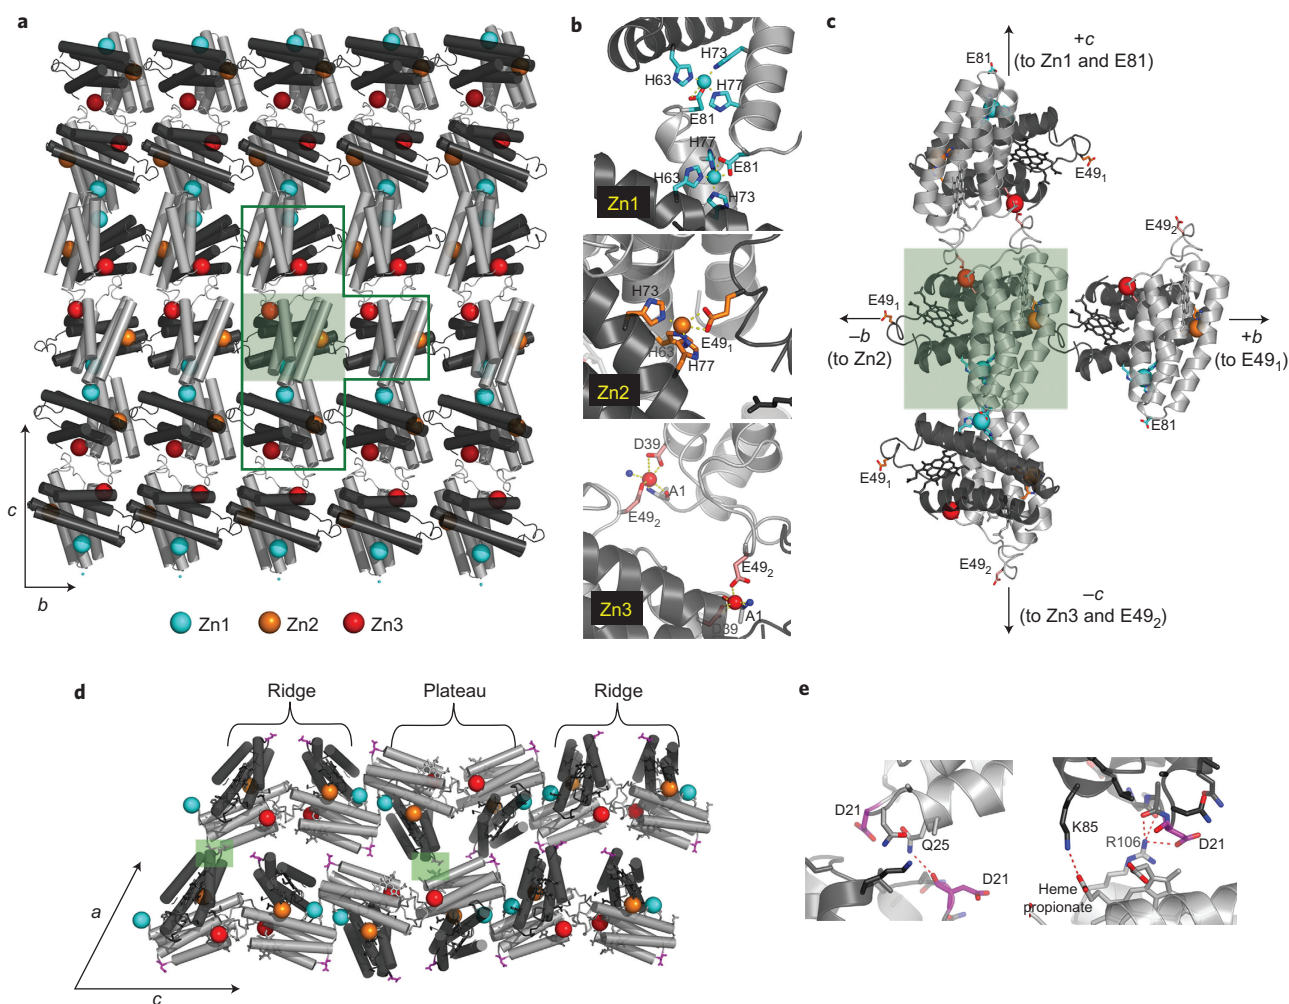 a
c
b
Zn1
Zn2
Zn3
b
H73
H63
H77
E81
H77
E81
H63
H73
Zn1
H73
E49₁
H63
H77
Zn2
D39
A1
E49₂
E49₂
A1
D39
Zn3
c
+c
(to Zn1 and E81)
E81
E49₁
E49₂
E49₁
–b
(to Zn2)
+b
(to E49₁)
E81
E49₁
E49₂
–c
(to Zn3 and E49₂)
d
Ridge
Plateau
Ridge
a
c
e
D21
Q25
D21
K85
R106
D21
Heme
propionate